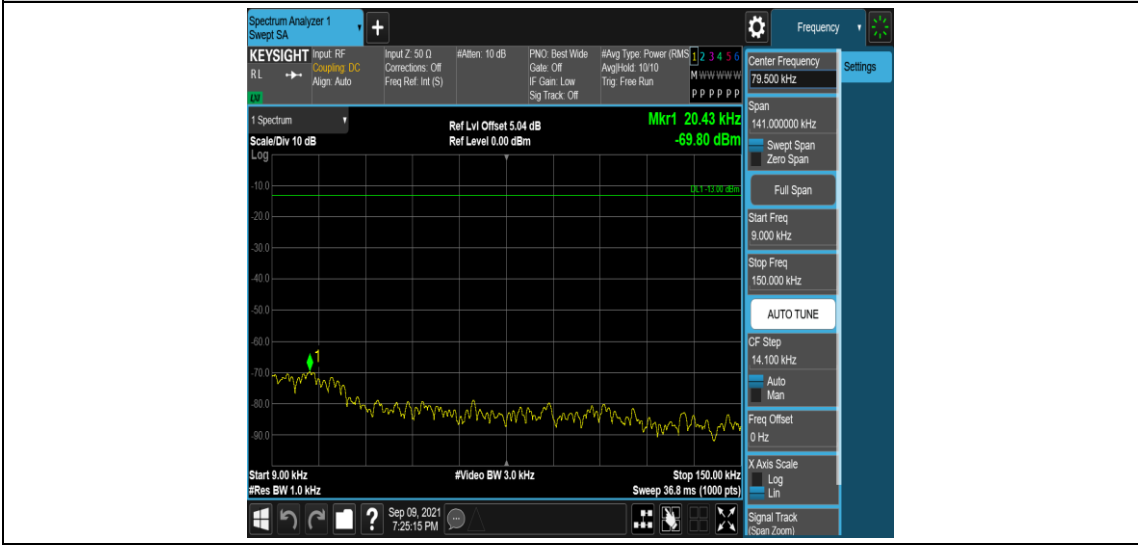 Spectrum Analyzer 1
Swept SA
+
Frequency
KEYSIGHT
RL
Input: RF
Coupling: DC
Align: Auto
Input Z: 50 Ω
Corrections: Off
Freq Ref: Int (S)
#Atten: 10 dB
PNO: Best Wide
Gate: Off
IF Gain: Low
Sig Track: Off
#Avg Type: Power (RMS
Avg|Hold: 10/10
Trig: Free Run
1 2 3 4 5 6
M W W W W W
P P P P P P
1 Spectrum
Scale/Div 10 dB
Ref Lvl Offset 5.04 dB
Ref Level 0.00 dBm
Mkr1 20.43 kHz
-69.80 dBm
Log
-10.0
DL1 -13.00 dBm
-20.0
-30.0
-40.0
-50.0
-60.0
1
-70.0
-80.0
-90.0
Start 9.00 kHz
#Video BW 3.0 kHz
Stop 150.00 kHz
#Res BW 1.0 kHz
Sweep 36.8 ms (1000 pts)
?
Sep 09, 2021
7:25:15 PM
Center Frequency
79.500 kHz
Settings
Span
141.000000 kHz
Swept Span
Zero Span
Full Span
Start Freq
9.000 kHz
Stop Freq
150.000 kHz
AUTO TUNE
CF Step
14.100 kHz
Auto
Man
Freq Offset
0 Hz
X Axis Scale
Log
Lin
Signal Track
(Span Zoom)